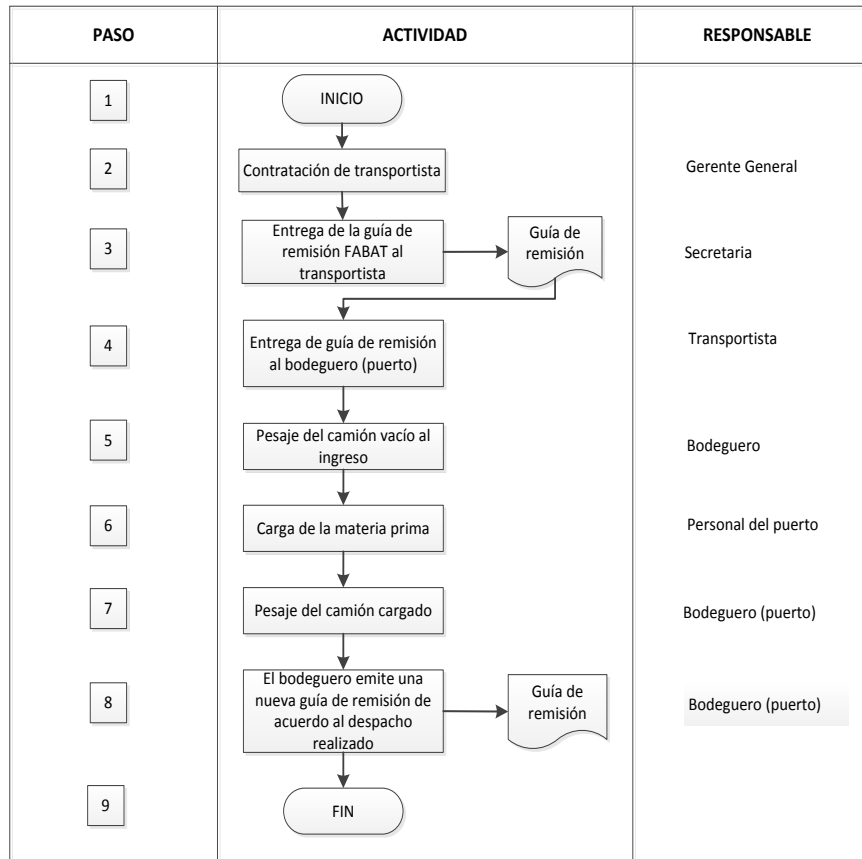 PASO
ACTIVIDAD
RESPONSABLE
1
INICIO
2
Contratación de transportista
Gerente General
3
Entrega de la guía de
remisión FABAT al
transportista
Guía de
remisión
Secretaria
4
Entrega de guía de remisión
al bodeguero (puerto)
Transportista
5
Pesaje del camión vacío al
ingreso
Bodeguero
6
Carga de la materia prima
Personal del puerto
7
Pesaje del camión cargado
Bodeguero (puerto)
8
El bodeguero emite una
nueva guía de remisión de
acuerdo al despacho
realizado
Guía de
remisión
Bodeguero (puerto)
9
FIN